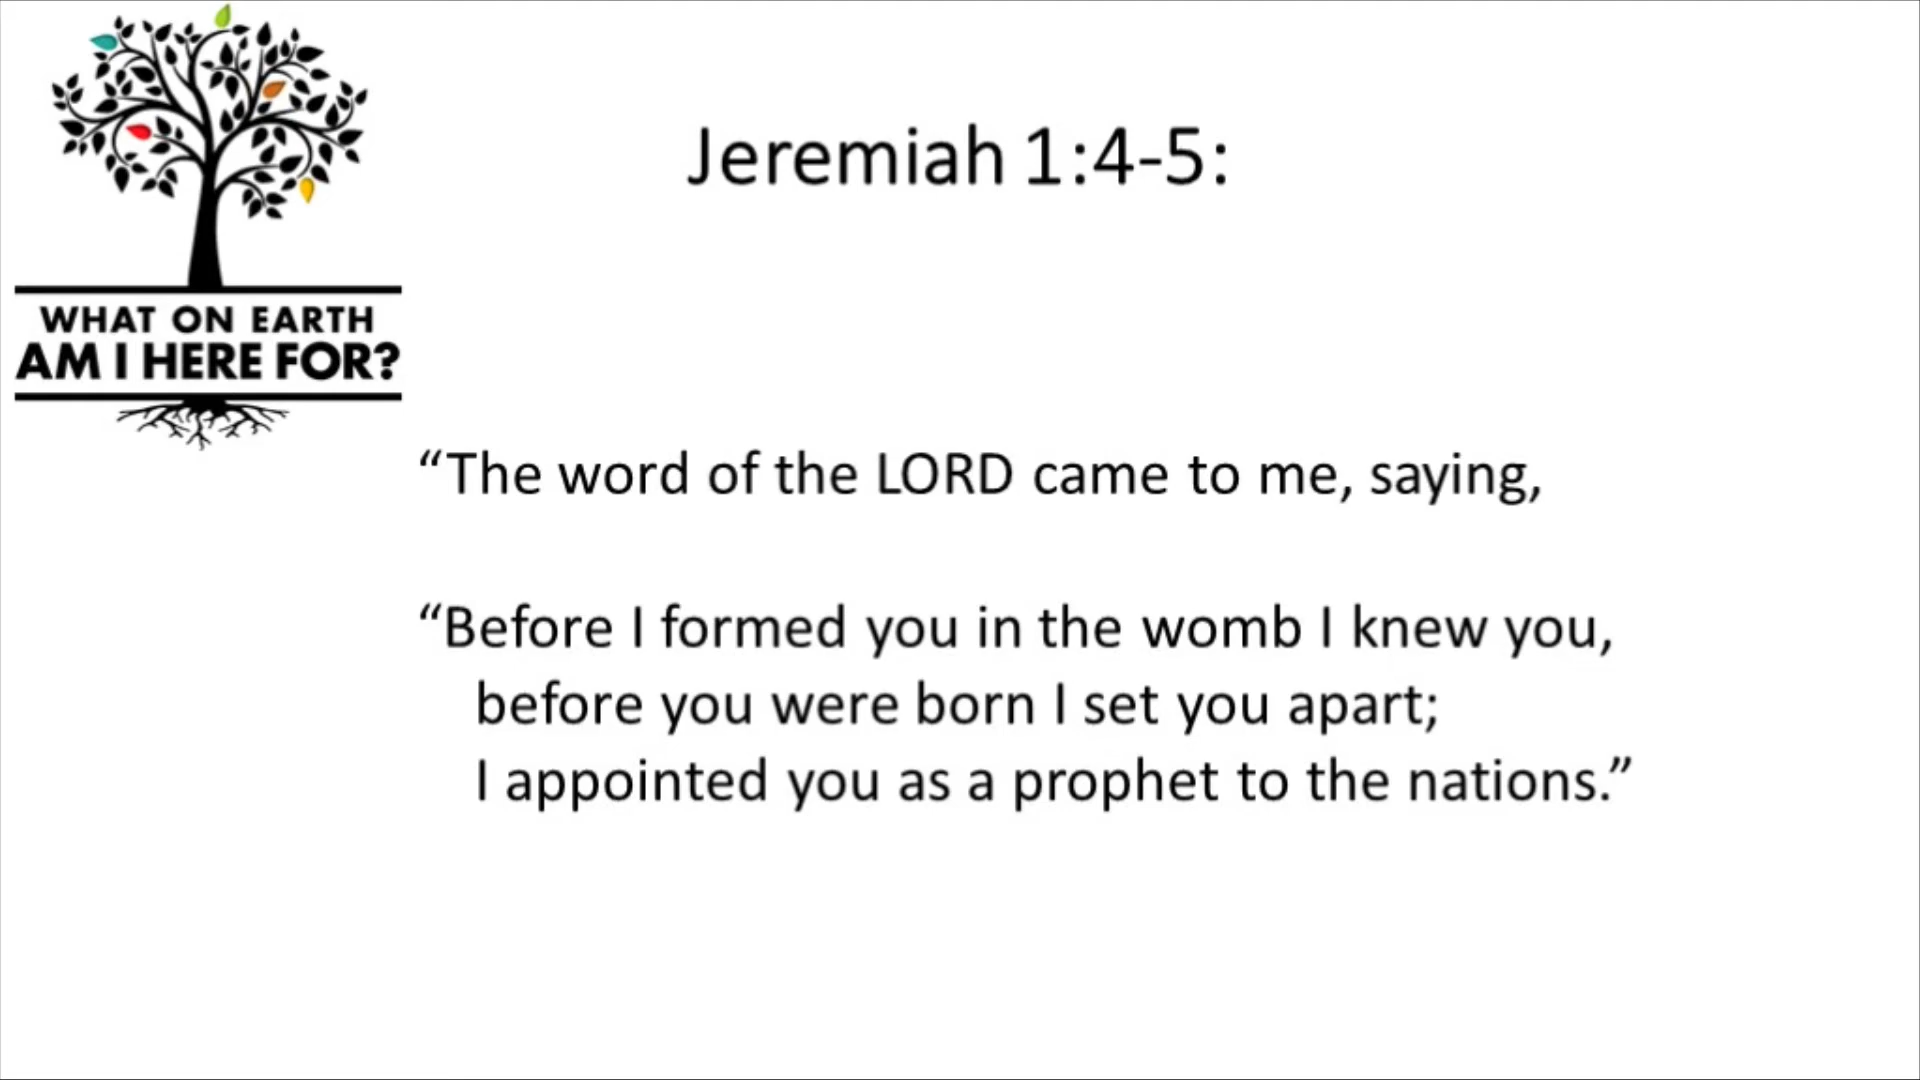 WHAT ON EARTH
AM I HERE FOR?
Jeremiah 1:4-5:
“The word of the LORD came to me, saying,
“Before I formed you in the womb I knew you,
before you were born I set you apart;
I appointed you as a prophet to the nations.”